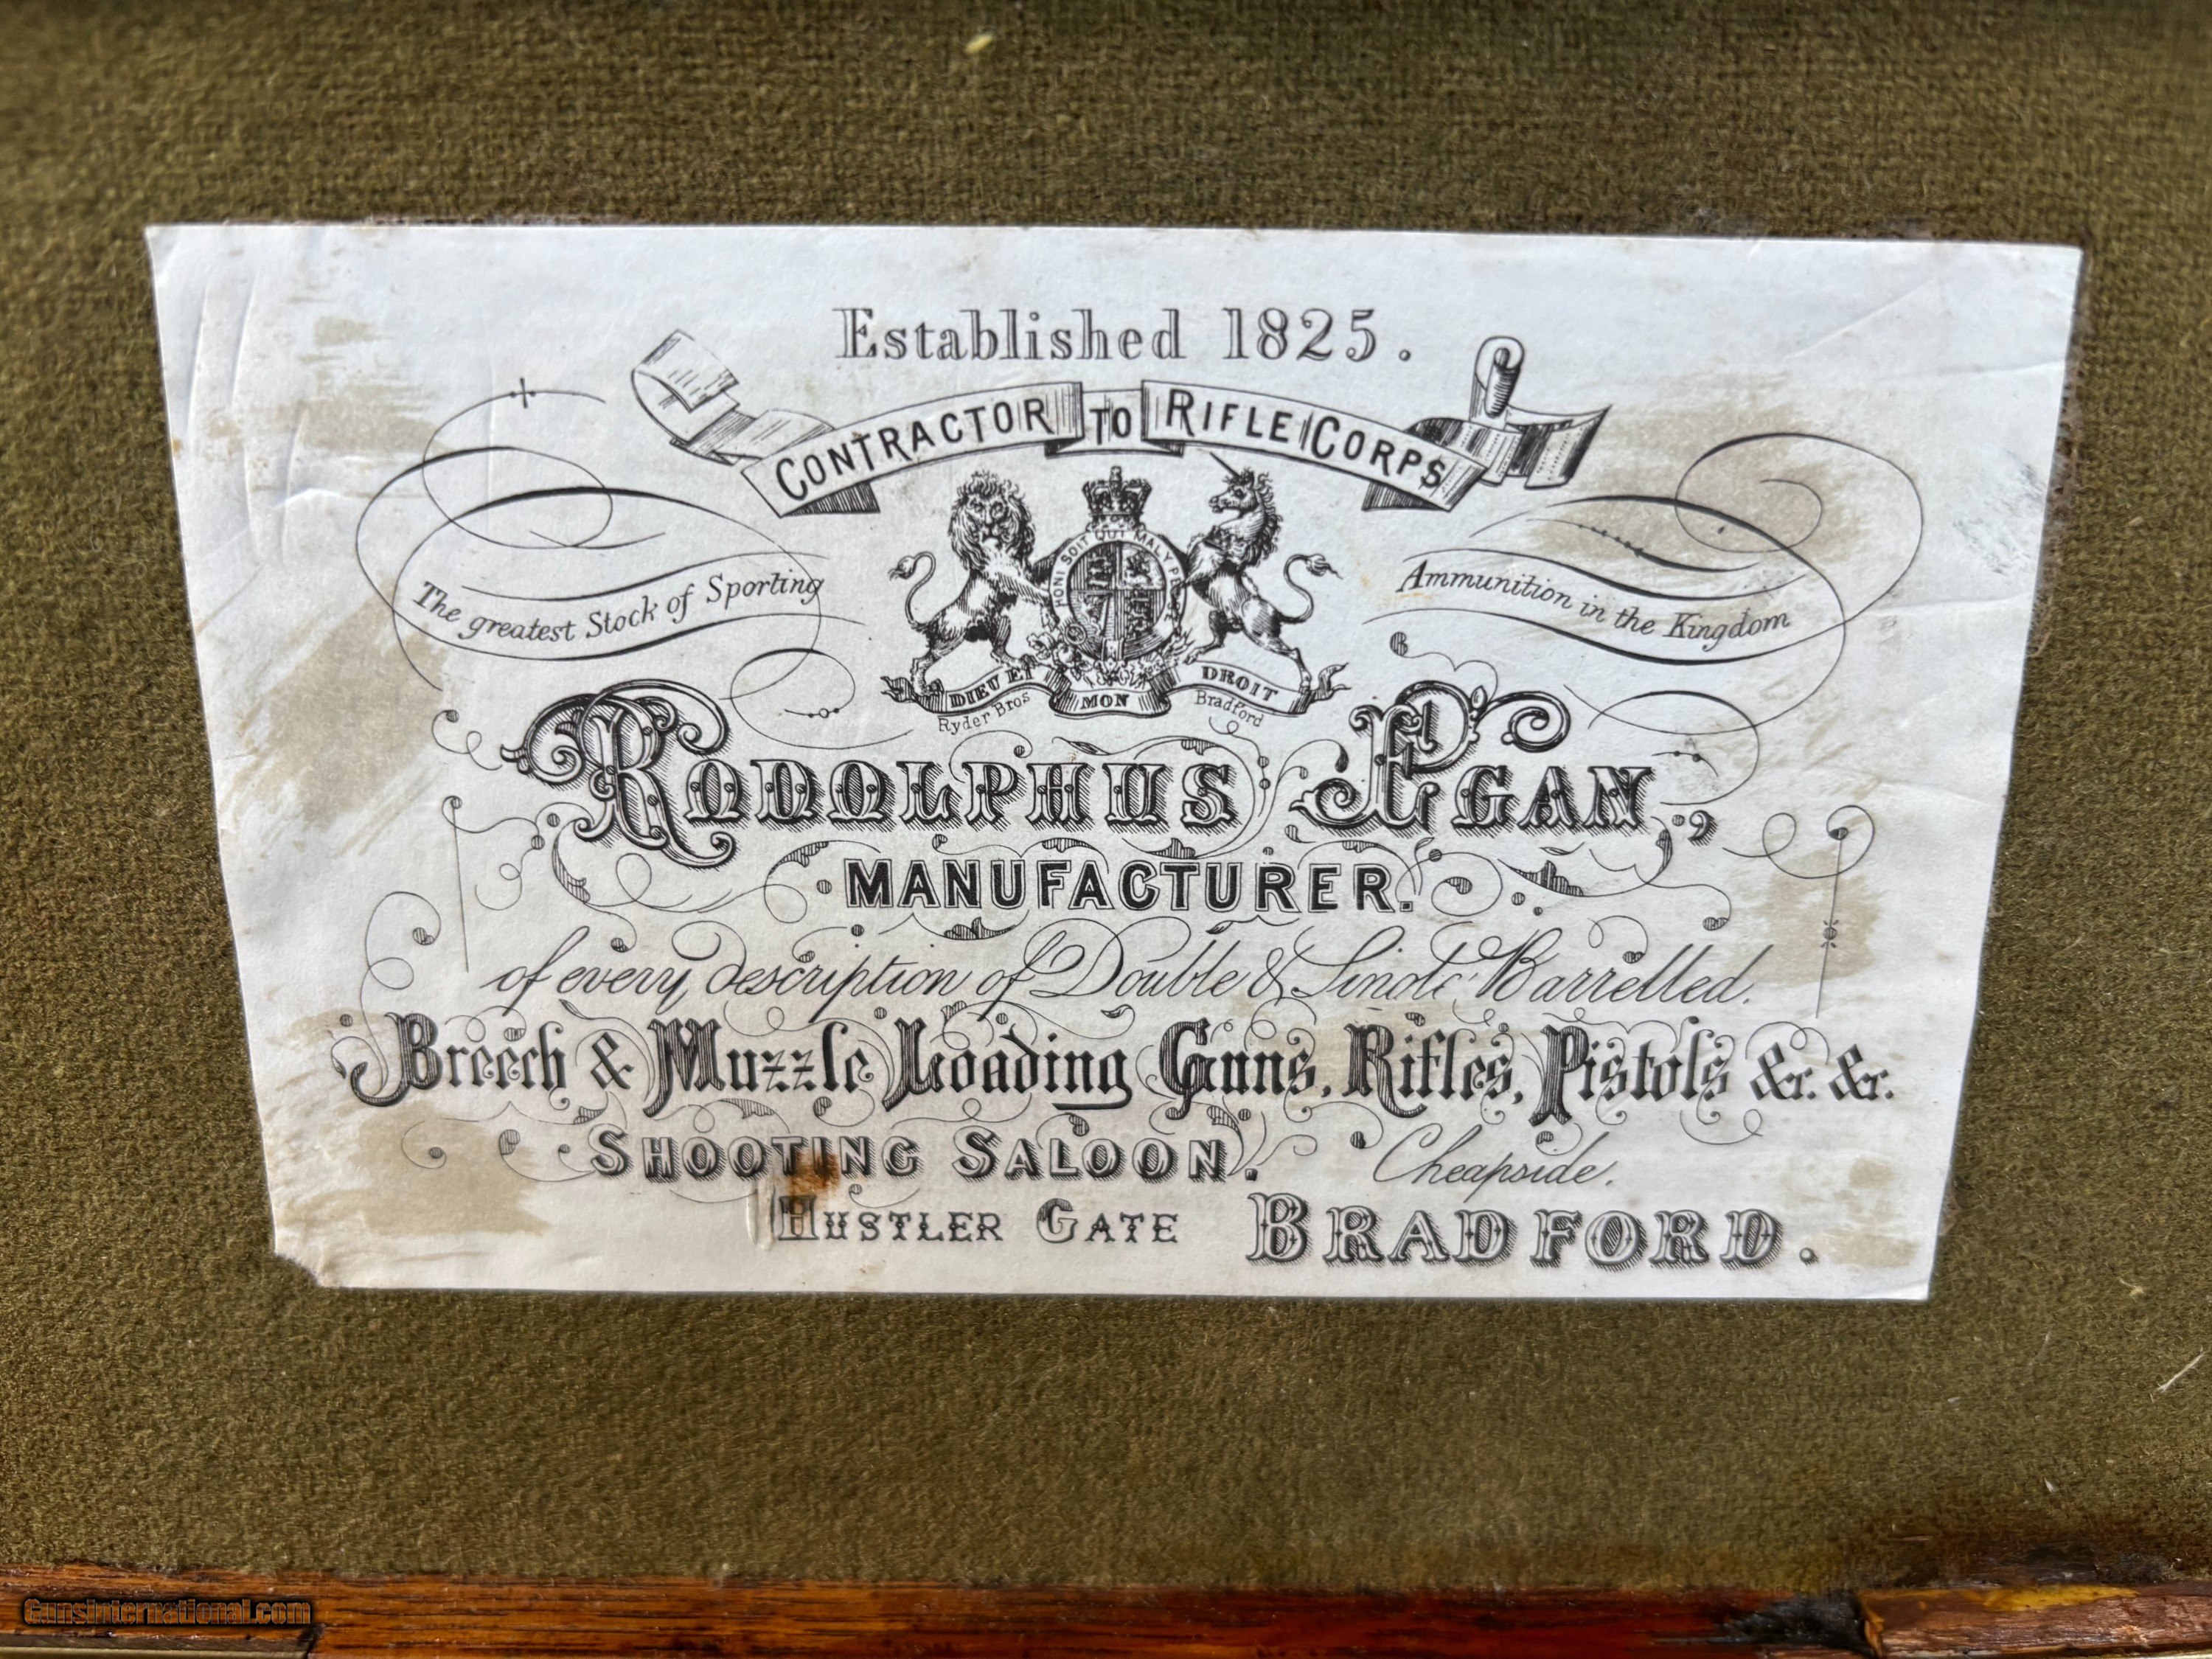 Established 1825.
CONTRACTOR TO RIFLE CORPS
The greatest Stock of Sporting
Ammunition in the Kingdom
HONI SOIT QUI MAL Y PENSE
DIEU ET MON DROIT
Ryder Bros Bradford
RODOLPHUS EGAN,
MANUFACTURER.
of every description of Double & Single Barrelled.
Breech & Muzzle Loading Guns, Rifles, Pistols &c. &c.
SHOOTING SALOON. Cheapside.
HUSTLER GATE BRADFORD.
GunsInternational.com